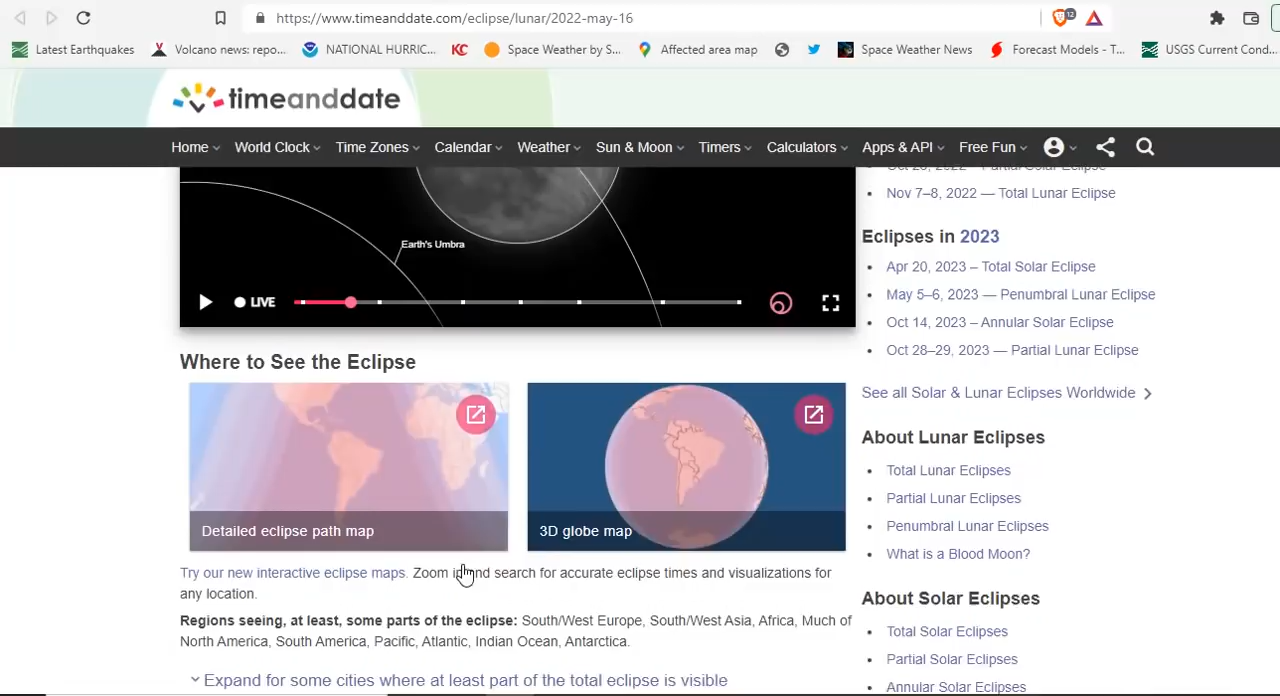 https://www.timeanddate.com/eclipse/lunar/2022-may-16
12
Latest Earthquakes
Volcano news: repo...
NATIONAL HURRIC...
KC
Space Weather by S...
Affected area map
Space Weather News
Forecast Models - T...
USGS Current Cond...
timeanddate
Home
World Clock
Time Zones
Calendar
Weather
Sun & Moon
Timers
Calculators
Apps & API
Free Fun
Earth's Umbra
LIVE
Where to See the Eclipse
Detailed eclipse path map
3D globe map
Try our new interactive eclipse maps. Zoom in and search for accurate eclipse times and visualizations for
any location.
Regions seeing, at least, some parts of the eclipse: South/West Europe, South/West Asia, Africa, Much of
North America, South America, Pacific, Atlantic, Indian Ocean, Antarctica.
Expand for some cities where at least part of the total eclipse is visible
Nov 7–8, 2022 — Total Lunar Eclipse
Eclipses in 2023
Apr 20, 2023 – Total Solar Eclipse
May 5–6, 2023 — Penumbral Lunar Eclipse
Oct 14, 2023 – Annular Solar Eclipse
Oct 28–29, 2023 — Partial Lunar Eclipse
See all Solar & Lunar Eclipses Worldwide
About Lunar Eclipses
Total Lunar Eclipses
Partial Lunar Eclipses
Penumbral Lunar Eclipses
What is a Blood Moon?
About Solar Eclipses
Total Solar Eclipses
Partial Solar Eclipses
Annular Solar Eclipses